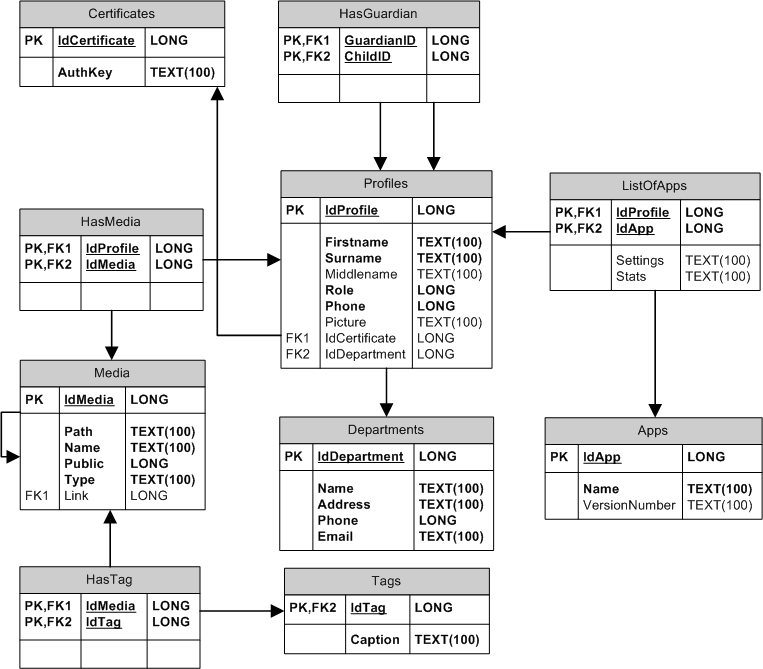 Certificates
PK IdCertificate LONG
AuthKey TEXT(100)
HasGuardian
PK,FK1 GuardianID LONG
PK,FK2 ChildID LONG
Profiles
PK IdProfile LONG
Firstname TEXT(100)
Surname TEXT(100)
Middlename TEXT(100)
Role LONG
Phone LONG
Picture TEXT(100)
FK1 IdCertificate LONG
FK2 IdDepartment LONG
ListOfApps
PK,FK1 IdProfile LONG
PK,FK2 IdApp LONG
Settings TEXT(100)
Stats TEXT(100)
HasMedia
PK,FK1 IdProfile LONG
PK,FK2 IdMedia LONG
Media
PK IdMedia LONG
Path TEXT(100)
Name TEXT(100)
Public LONG
Type TEXT(100)
FK1 Link LONG
Departments
PK IdDepartment LONG
Name TEXT(100)
Address TEXT(100)
Phone LONG
Email TEXT(100)
Apps
PK IdApp LONG
Name TEXT(100)
VersionNumber TEXT(100)
HasTag
PK,FK1 IdMedia LONG
PK,FK2 IdTag LONG
Tags
PK,FK2 IdTag LONG
Caption TEXT(100)